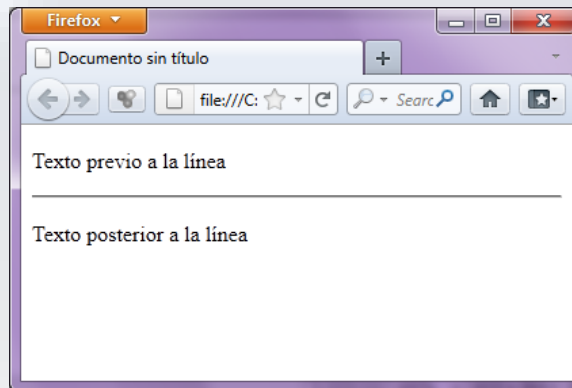 Firefox
Documento sin título
file:///C:
Searc
Texto previo a la línea
Texto posterior a la línea